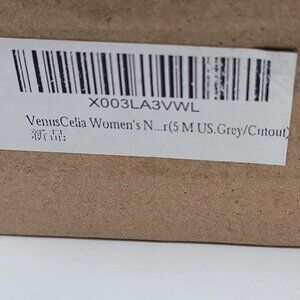 X003LA3VWL
VenusCelia Women's N...r(5 M US.Grey/Cutout)
新品